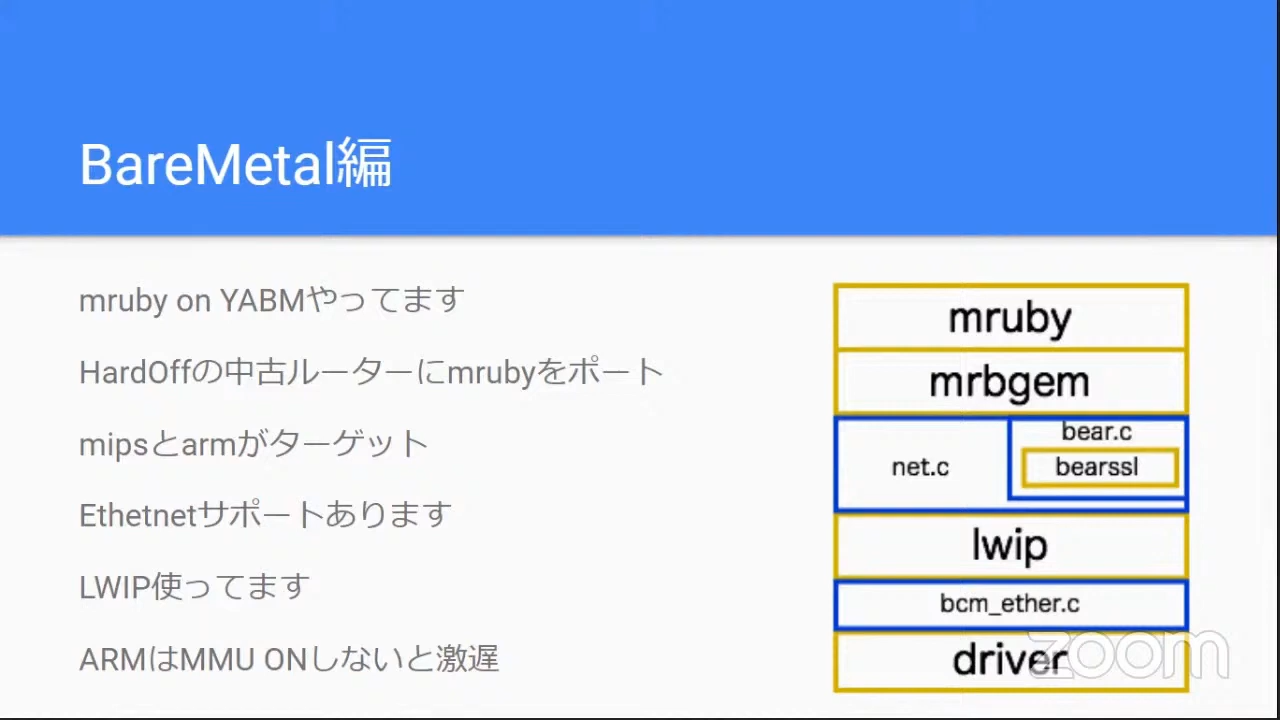 BareMetal編
mruby on YABMやってます
HardOffの中古ルーターにmrubyをポート
mipsとarmがターゲット
Ethetnetサポートあります
LWIP使ってます
ARMはMMU ONしないと激遅
mruby
mrbgem
net.c
bear.c
bearssl
lwip
bcm_ether.c
driver
zoom